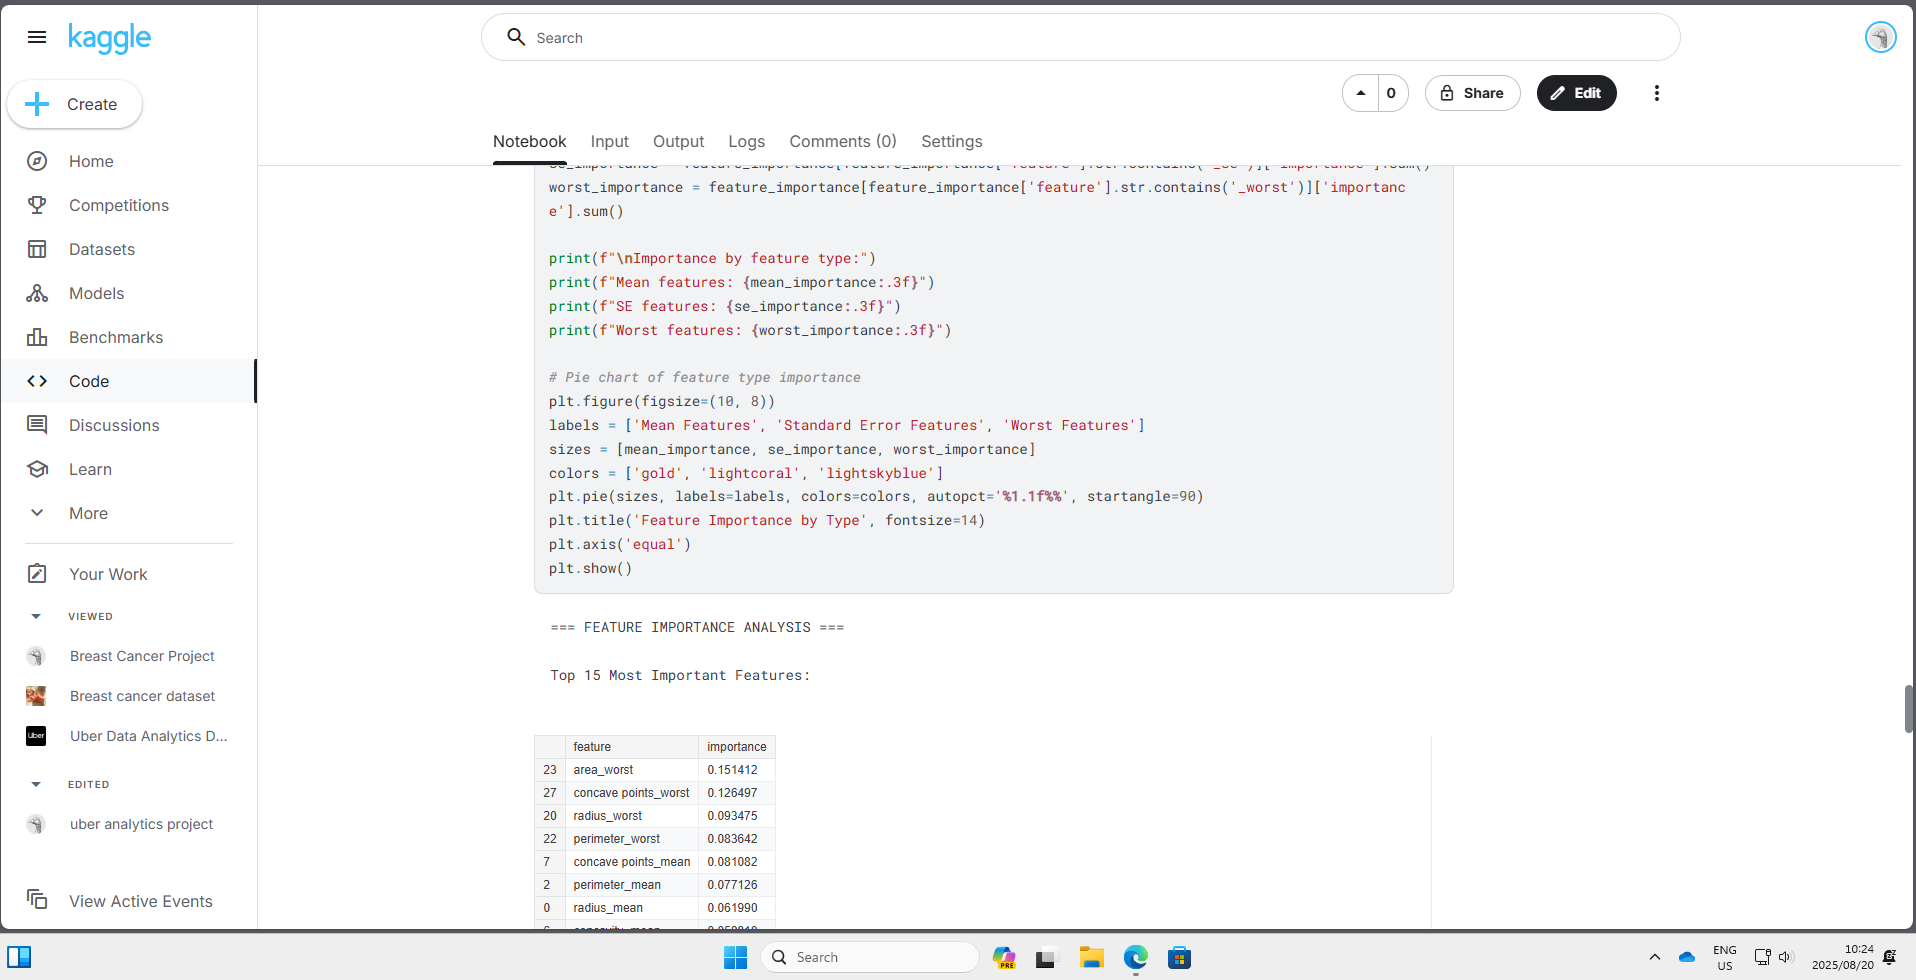 kaggle
Search
Create
0
Share
Edit
Notebook
Input
Output
Logs
Comments (0)
Settings
Home
Competitions
Datasets
Models
Benchmarks
Code
Discussions
Learn
More
Your Work
VIEWED
Breast Cancer Project
Breast cancer dataset
Uber
Uber Data Analytics D...
EDITED
uber analytics project
View Active Events
worst_importance = feature_importance[feature_importance['feature'].str.contains('_worst')]['importanc
e'].sum()
print(f"\nImportance by feature type:")
print(f"Mean features: {mean_importance:.3f}")
print(f"SE features: {se_importance:.3f}")
print(f"Worst features: {worst_importance:.3f}")
# Pie chart of feature type importance
plt.figure(figsize=(10, 8))
labels = ['Mean Features', 'Standard Error Features', 'Worst Features']
sizes = [mean_importance, se_importance, worst_importance]
colors = ['gold', 'lightcoral', 'lightskyblue']
plt.pie(sizes, labels=labels, colors=colors, autopct='%1.1f%%', startangle=90)
plt.title('Feature Importance by Type', fontsize=14)
plt.axis('equal')
plt.show()
=== FEATURE IMPORTANCE ANALYSIS ===
Top 15 Most Important Features:
feature importance
23 area_worst 0.151412
27 concave points_worst 0.126497
20 radius_worst 0.093475
22 perimeter_worst 0.083642
7 concave points_mean 0.081082
2 perimeter_mean 0.077126
0 radius_mean 0.061990
Search
PRE
ENG
US
10:24
2025/08/20